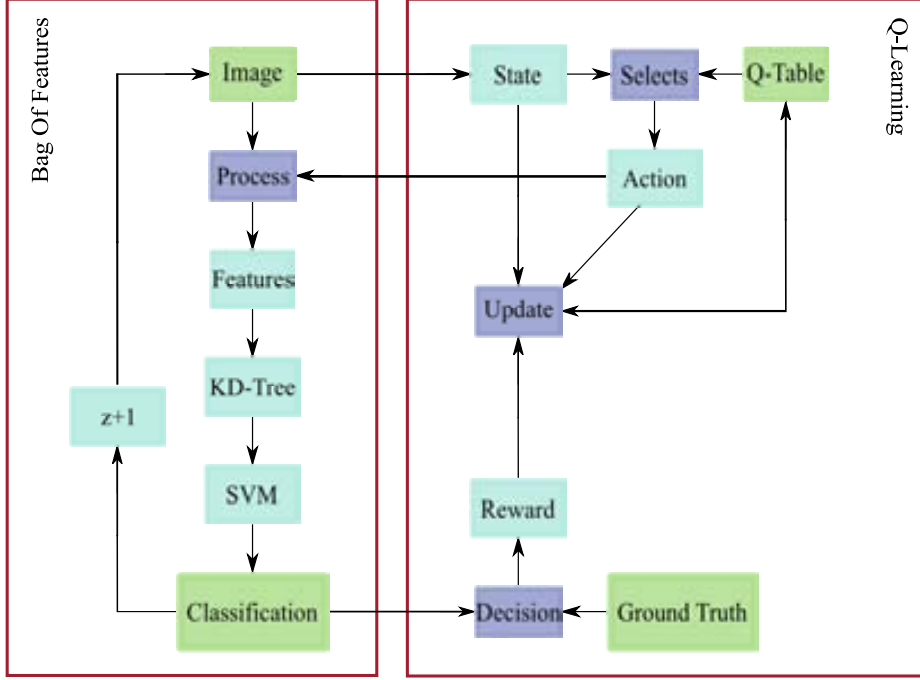 Bag Of Features
Image
Process
Features
KD-Tree
z+1
SVM
Classification
Q-Learning
State
Selects
Q-Table
Action
Update
Reward
Decision
Ground Truth